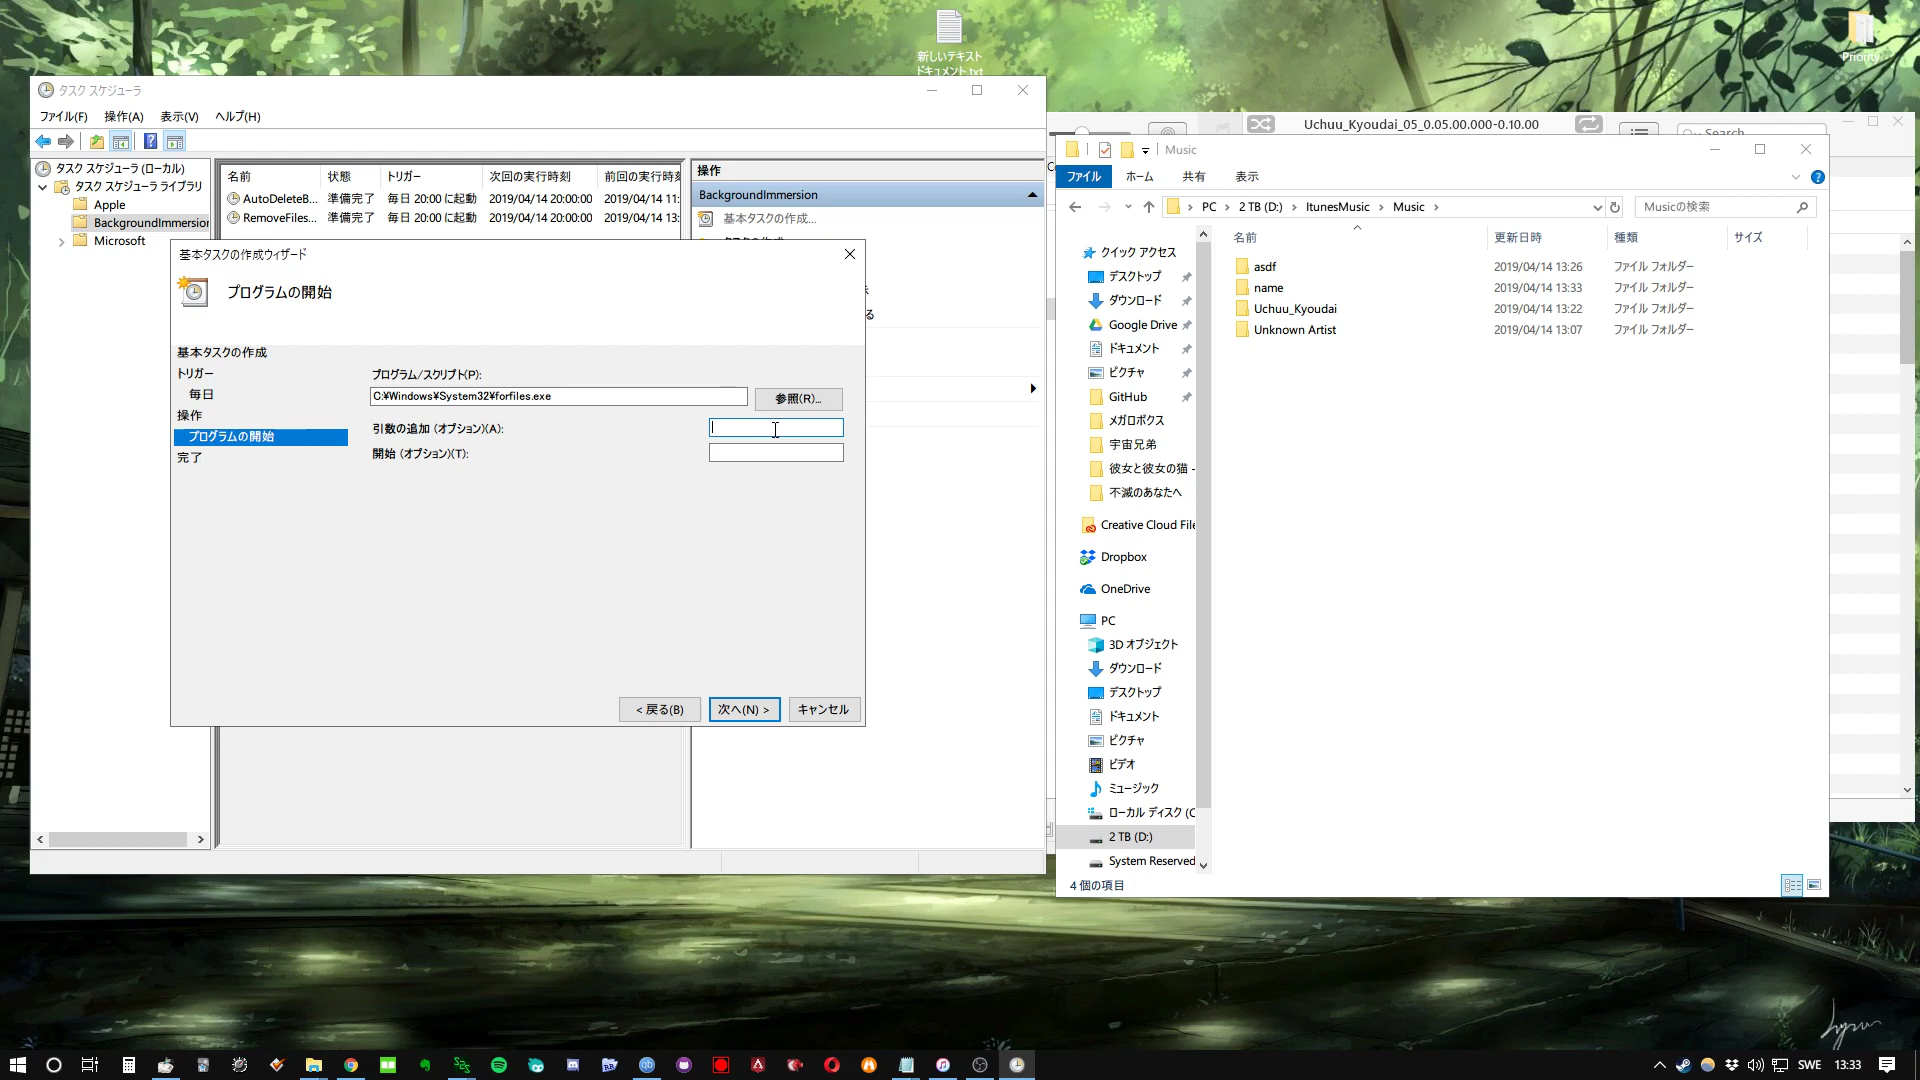 新しいテキスト
ドキュメント.txt
Priority
タスク スケジューラ
ファイル(F) 操作(A) 表示(V) ヘルプ(H)
タスク スケジューラ (ローカル)
タスク スケジューラ ライブラリ
Apple
BackgroundImmersion
Microsoft
名前 状態 トリガー 次回の実行時刻 前回の実行時刻
AutoDeleteB... 準備完了 毎日 20:00 に起動 2019/04/14 20:00:00 2019/04/14 11:
RemoveFiles... 準備完了 毎日 20:00 に起動 2019/04/14 20:00:00 2019/04/14 13:
操作
BackgroundImmersion
基本タスクの作成...
る
基本タスクの作成ウィザード
プログラムの開始
基本タスクの作成
トリガー
毎日
操作
プログラムの開始
完了
プログラム/スクリプト(P):
C:¥Windows¥System32¥forfiles.exe
参照(R)...
引数の追加 (オプション)(A):
開始 (オプション)(T):
< 戻る(B)
次へ(N) >
キャンセル
Uchuu_Kyoudai_05_0.05.00.000-0.10.00
Search
Music
ファイル ホーム 共有 表示
PC 2 TB (D:) ItunesMusic Music
Musicの検索
クイック アクセス
デスクトップ
ダウンロード
Google Drive
ドキュメント
ピクチャ
GitHub
メガロボクス
宇宙兄弟
彼女と彼女の猫 -
不滅のあなたへ
Creative Cloud File
Dropbox
OneDrive
PC
3D オブジェクト
ダウンロード
デスクトップ
ドキュメント
ピクチャ
ビデオ
ミュージック
ローカル ディスク (C
2 TB (D:)
System Reserved
名前 更新日時 種類 サイズ
asdf 2019/04/14 13:26 ファイル フォルダー
name 2019/04/14 13:33 ファイル フォルダー
Uchuu_Kyoudai 2019/04/14 13:22 ファイル フォルダー
Unknown Artist 2019/04/14 13:07 ファイル フォルダー
4 個の項目
SWE 13:33